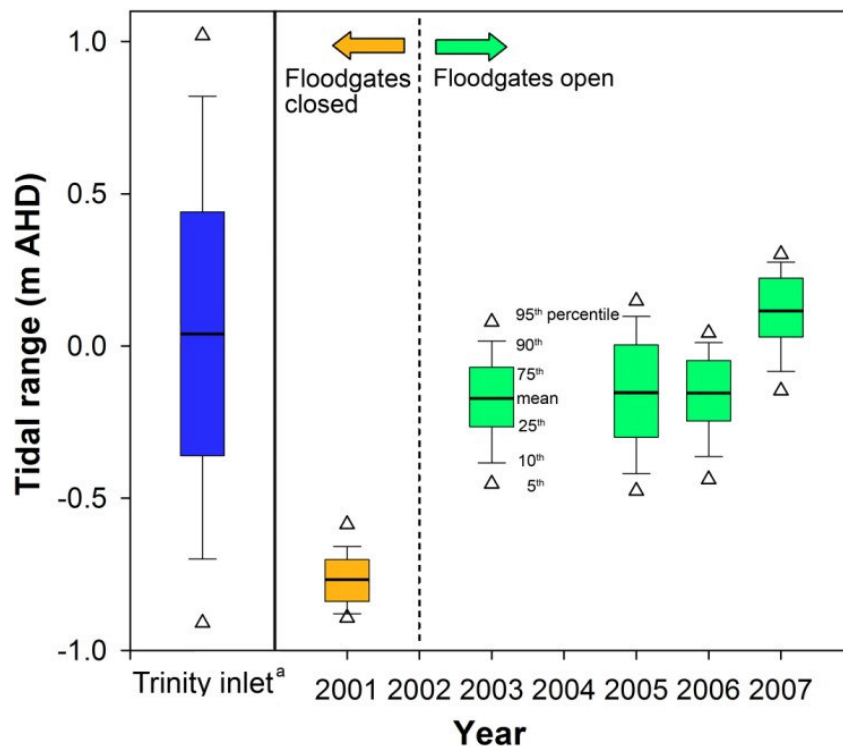 Tidal range (m AHD)
1.0
0.5
0.0
-0.5
-1.0
Floodgates
closed
Floodgates open
95th percentile
90th
75th
mean
25th
10th
5th
Trinity inlet a
2001 2002 2003 2004 2005 2006 2007
Year